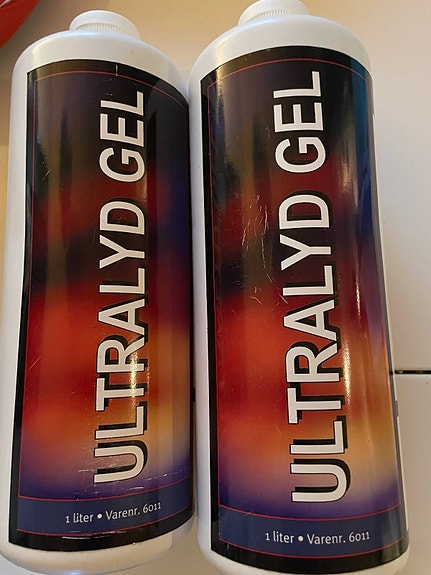 ULTRALYD GEL
1 liter • Varenr. 6011
ULTRALYD GEL
1 liter • Varenr. 6011